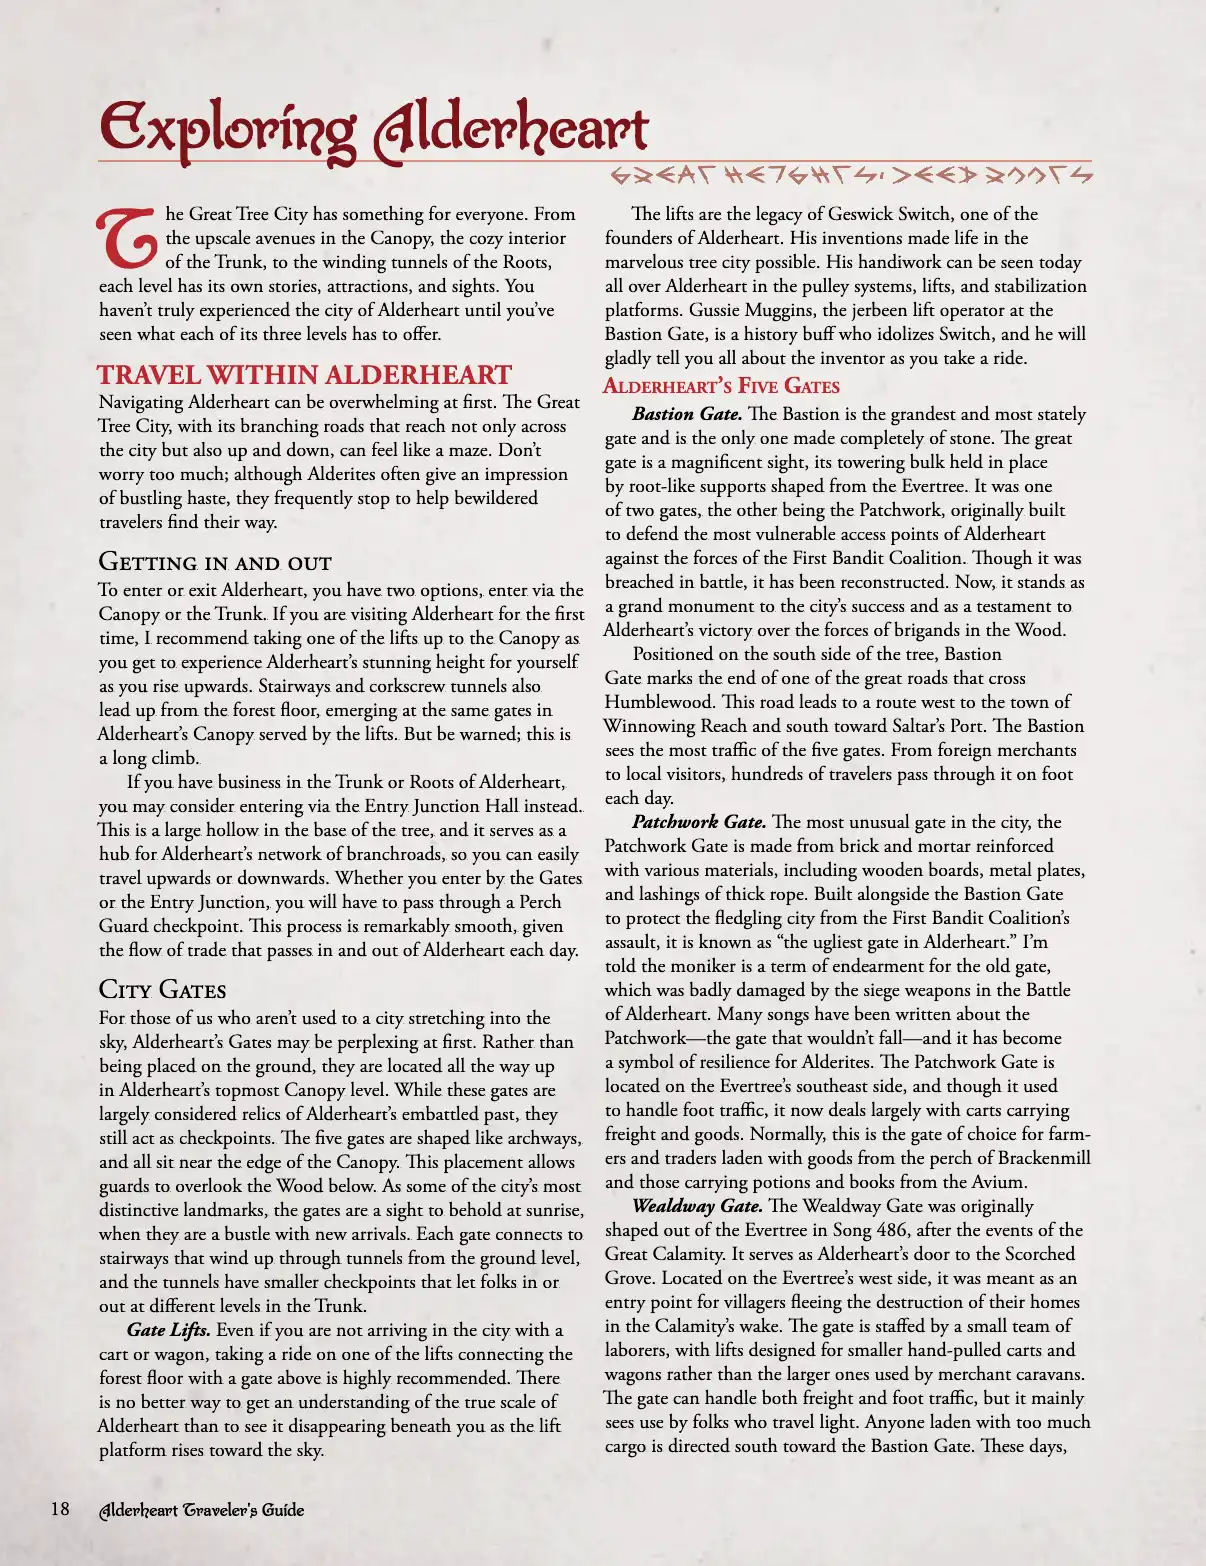 Exploring Alderheart
The Great Tree City has something for everyone. From
the upscale avenues in the Canopy, the cozy interior
of the Trunk, to the winding tunnels of the Roots,
each level has its own stories, attractions, and sights. You
haven't truly experienced the city of Alderheart until you've
seen what each of its three levels has to offer.
TRAVEL WITHIN ALDERHEART
Navigating Alderheart can be overwhelming at first. The Great
Tree City, with its branching roads that reach not only across
the city but also up and down, can feel like a maze. Don't
worry too much; although Alderites often give an impression
of bustling haste, they frequently stop to help bewildered
travelers find their way.
Getting in and out
To enter or exit Alderheart, you have two options, enter via the
Canopy or the Trunk. If you are visiting Alderheart for the first
time, I recommend taking one of the lifts up to the Canopy as
you get to experience Alderheart's stunning height for yourself
as you rise upwards. Stairways and corkscrew tunnels also
lead up from the forest floor, emerging at the same gates in
Alderheart's Canopy served by the lifts. But be warned; this is
a long climb.
If you have business in the Trunk or Roots of Alderheart,
you may consider entering via the Entry Junction Hall instead.
This is a large hollow in the base of the tree, and it serves as a
hub for Alderheart's network of branchroads, so you can easily
travel upwards or downwards. Whether you enter by the Gates
or the Entry Junction, you will have to pass through a Perch
Guard checkpoint. This process is remarkably smooth, given
the flow of trade that passes in and out of Alderheart each day.
City Gates
For those of us who aren't used to a city stretching into the
sky, Alderheart's Gates may be perplexing at first. Rather than
being placed on the ground, they are located all the way up
in Alderheart's topmost Canopy level. While these gates are
largely considered relics of Alderheart's embattled past, they
still act as checkpoints. The five gates are shaped like archways,
and all sit near the edge of the Canopy. This placement allows
guards to overlook the Wood below. As some of the city's most
distinctive landmarks, the gates are a sight to behold at sunrise,
when they are a bustle with new arrivals. Each gate connects to
stairways that wind up through tunnels from the ground level,
and the tunnels have smaller checkpoints that let folks in or
out at different levels in the Trunk.
Gate Lifts. Even if you are not arriving in the city with a
cart or wagon, taking a ride on one of the lifts connecting the
forest floor with a gate above is highly recommended. There
is no better way to get an understanding of the true scale of
Alderheart than to see it disappearing beneath you as the lift
platform rises toward the sky.
The lifts are the legacy of Geswick Switch, one of the
founders of Alderheart. His inventions made life in the
marvelous tree city possible. His handiwork can be seen today
all over Alderheart in the pulley systems, lifts, and stabilization
platforms. Gussie Muggins, the jerbeen lift operator at the
Bastion Gate, is a history buff who idolizes Switch, and he will
gladly tell you all about the inventor as you take a ride.
Alderheart's Five Gates
Bastion Gate. The Bastion is the grandest and most stately
gate and is the only one made completely of stone. The great
gate is a magnificent sight, its towering bulk held in place
by root-like supports shaped from the Evertree. It was one
of two gates, the other being the Patchwork, originally built
to defend the most vulnerable access points of Alderheart
against the forces of the First Bandit Coalition. Though it was
breached in battle, it has been reconstructed. Now, it stands as
a grand monument to the city's success and as a testament to
Alderheart's victory over the forces of brigands in the Wood.
Positioned on the south side of the tree, Bastion
Gate marks the end of one of the great roads that cross
Humblewood. This road leads to a route west to the town of
Winnowing Reach and south toward Saltar's Port. The Bastion
sees the most traffic of the five gates. From foreign merchants
to local visitors, hundreds of travelers pass through it on foot
each day.
Patchwork Gate. The most unusual gate in the city, the
Patchwork Gate is made from brick and mortar reinforced
with various materials, including wooden boards, metal plates,
and lashings of thick rope. Built alongside the Bastion Gate
to protect the fledgling city from the First Bandit Coalition's
assault, it is known as "the ugliest gate in Alderheart." I'm
told the moniker is a term of endearment for the old gate,
which was badly damaged by the siege weapons in the Battle
of Alderheart. Many songs have been written about the
Patchwork—the gate that wouldn't fall—and it has become
a symbol of resilience for Alderites. The Patchwork Gate is
located on the Evertree's southeast side, and though it used
to handle foot traffic, it now deals largely with carts carrying
freight and goods. Normally, this is the gate of choice for farm-
ers and traders laden with goods from the perch of Brackenmill
and those carrying potions and books from the Avium.
Wealdway Gate. The Wealdway Gate was originally
shaped out of the Evertree in Song 486, after the events of the
Great Calamity. It serves as Alderheart's door to the Scorched
Grove. Located on the Evertree's west side, it was meant as an
entry point for villagers fleeing the destruction of their homes
in the Calamity's wake. The gate is staffed by a small team of
laborers, with lifts designed for smaller hand-pulled carts and
wagons rather than the larger ones used by merchant caravans.
The gate can handle both freight and foot traffic, but it mainly
sees use by folks who travel light. Anyone laden with too much
cargo is directed south toward the Bastion Gate. These days,
18 Alderheart Traveler's Guide